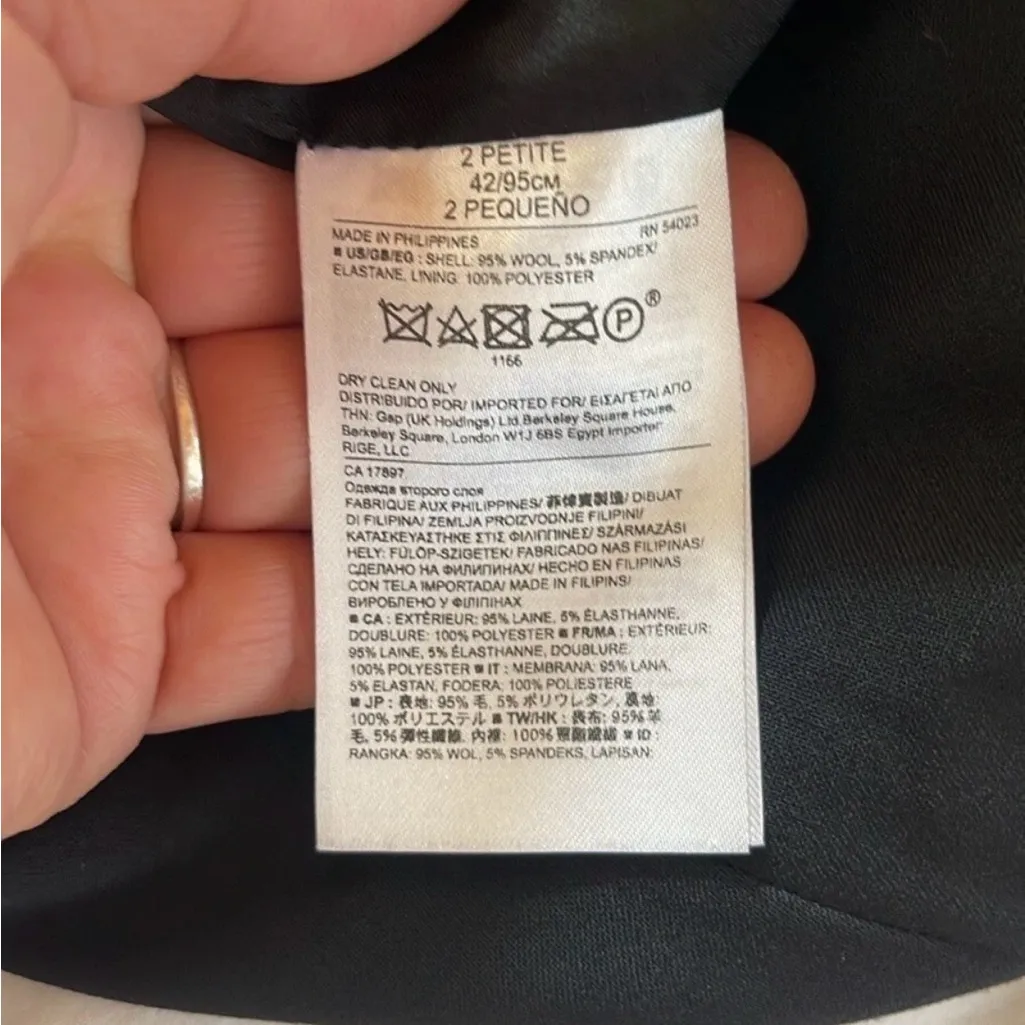 2 PETITE
42/95CM
2 PEQUEÑO
RN 54023
MADE IN PHILIPPINES
■ US/GB/EG : SHELL: 95% WOOL, 5% SPANDEX/
ELASTANE, LINING: 100% POLYESTER
P®
1166
DRY CLEAN ONLY
DISTRIBUIDO POR/ IMPORTED FOR/ ΕΙΣΑΓΕΤΑΙ ΑΠΟ
ΤΗΝ: Gap (UK Holdings) Ltd.Berkeley Square House,
Berkeley Square, London W1J 6BS Egypt Importer
RIGE, LLC
CA 17897
Одежда второго слоя
FABRIQUE AUX PHILIPPINES/ 菲律賓製造/ DIBUAT
DI FILIPINA/ ZEMLJA PROIZVODNJE FILIPINI/
ΚΑΤΑΣΚΕΥΑΣΤΗΚΕ ΣΤΙΣ ΦΙΛΙΠΠΙΝΕΣ/ SZÁRMAZÁSI
HELY: FÜLÖP-SZIGETEK/ FABRICADO NAS FILIPINAS/
СДЕЛАНО НА ФИЛИПИНАХ/ HECHO EN FILIPINAS
CON TELA IMPORTADA/ MADE IN FILIPINS/
ВИРОБЛЕНО У ФІЛІПІНАХ
■ CA : EXTÉRIEUR: 95% LAINE, 5% ÉLASTHANNE,
DOUBLURE: 100% POLYESTER ■ FR/MA : EXTÉRIEUR:
95% LAINE, 5% ÉLASTHANNE, DOUBLURE:
100% POLYESTER ■ IT : MEMBRANA: 95% LANA,
5% ELASTAN, FODERA: 100% POLIESTERE
■ JP : 表地: 95% 毛, 5% ポリウレタン, 裏地:
100% ポリエステル ■ TW/HK : 表布: 95% 羊
毛, 5% 彈性纖維, 內裡: 100% 聚酯纖維 ■ ID :
RANGKA: 95% WOL, 5% SPANDEKS, LAPISAN: